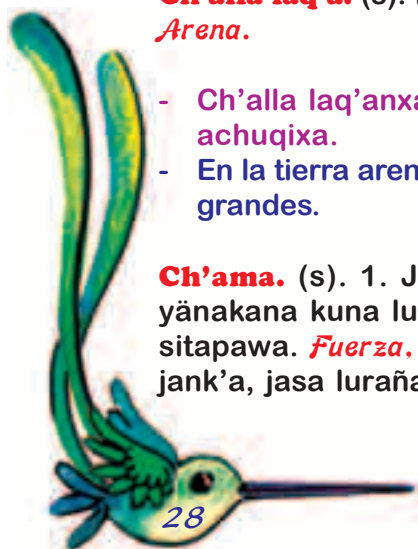 Arena.
- Ch'alla laq'anxa
achuqixa.
- En la tierra aren
grandes.
Ch'ama. (s). 1. J
yänakana kuna lu
sitapawa. Fuerza,
jank'a, jasa luraña
28